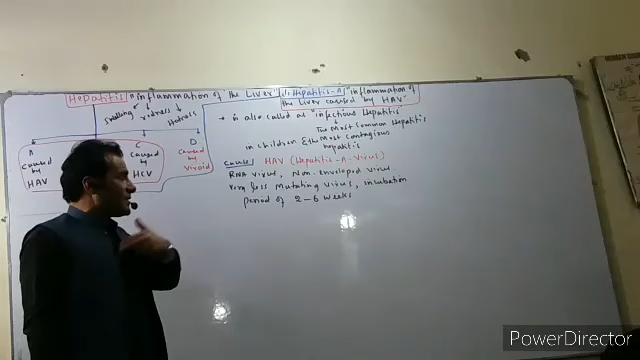 Hepatitis "inflammation of the Liver"
Swelling redness Hotness
A
caused
by
HAV
C
caused
by
HCV
D
caused
by
Viroid
Hepatitis-A "inflammation of
the Liver caused by HAV"
is also called as "infectious Hepatitis"
The Most Common Hepatitis
in children & the Most Contagious
hepatitis
cause HAV (Hepatitis-A-Virus)
RNA virus, Non-Enveloped virus
Very less Mutating virus, incubation
period of 2-6 weeks
PowerDirector